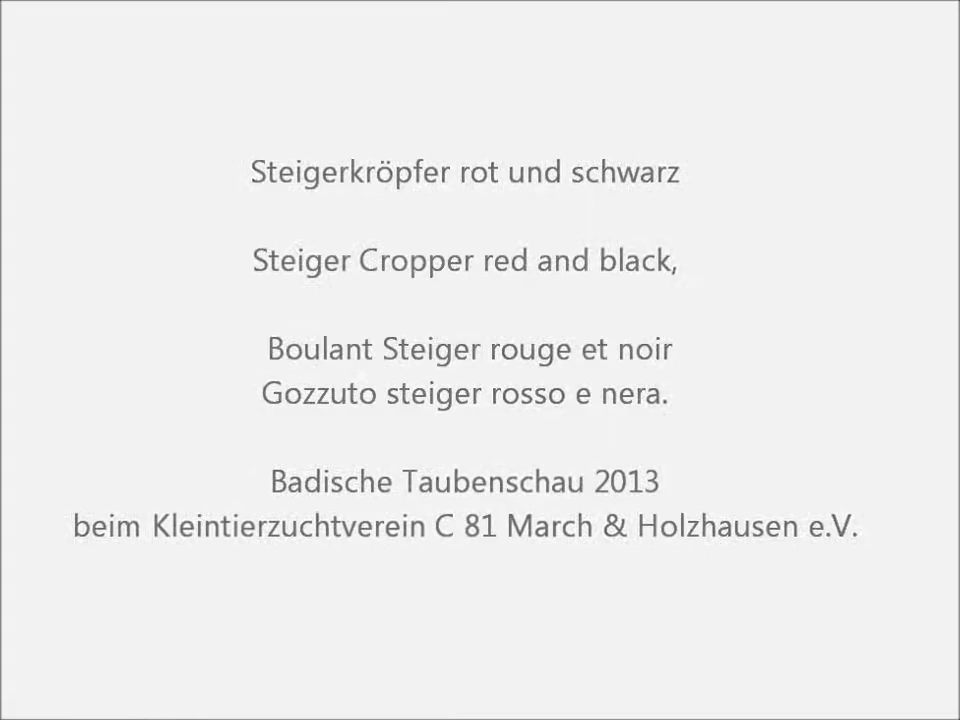 Steigerkröpfer rot und schwarz
Steiger Cropper red and black,
Boulant Steiger rouge et noir
Gozzuto steiger rosso e nera.
Badische Taubenschau 2013
beim Kleintierzuchtverein C 81 March & Holzhausen e.V.